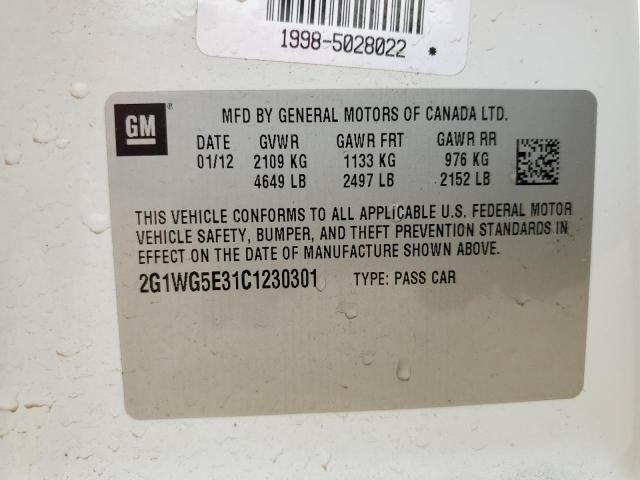 1998-5028022 *
GM®
MFD BY GENERAL MOTORS OF CANADA LTD.
DATE GVWR GAWR FRT GAWR RR
01/12 2109 KG 1133 KG 976 KG
4649 LB 2497 LB 2152 LB
THIS VEHICLE CONFORMS TO ALL APPLICABLE U.S. FEDERAL MOTOR
VEHICLE SAFETY, BUMPER, AND THEFT PREVENTION STANDARDS IN
EFFECT ON THE DATE OF MANUFACTURE SHOWN ABOVE.
2G1WG5E31C1230301 TYPE: PASS CAR